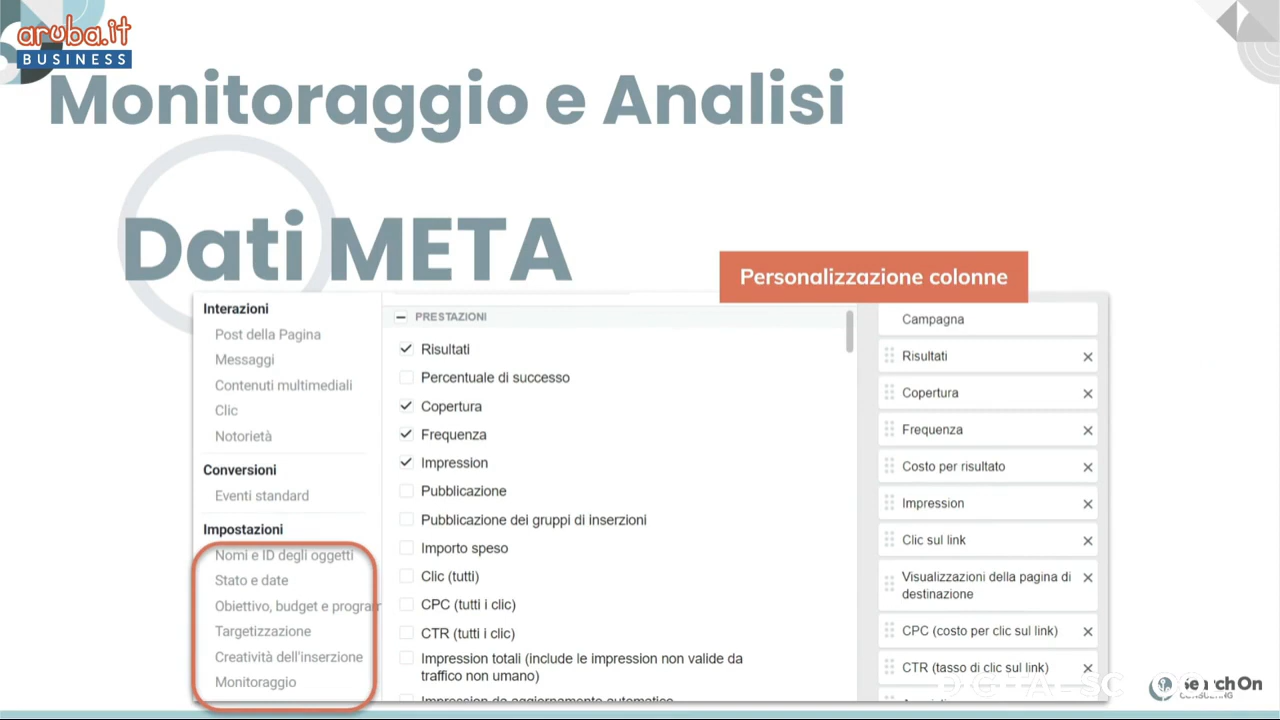 aruba.it
BUSINESS
Monitoraggio e Analisi
Dati META
Personalizzazione colonne
Interazioni
Post della Pagina
Messaggi
Contenuti multimediali
Clic
Notorietà
Conversioni
Eventi standard
Impostazioni
Nomi e ID degli oggetti
Stato e date
Obiettivo, budget e
Targetizzazione
Creatività dell'inserzione
Monitoraggio
PRESTAZIONI
Risultati
Percentuale di successo
Copertura
Frequenza
Impression
Pubblicazione
Pubblicazione dei gruppi di inserzioni
Importo speso
Clic (tutti)
CPC (tutti i clic)
CTR (tutti i clic)
Impression totali (include le impression non valide da
traffico non umano)
Campagna
Risultati
Copertura
Frequenza
Costo per risultato
Impression
Clic sul link
Visualizzazioni della pagina di
destinazione
CPC (costo per clic sul link)
CTR (tasso di clic sul link)
SearchOn
CONSULTING